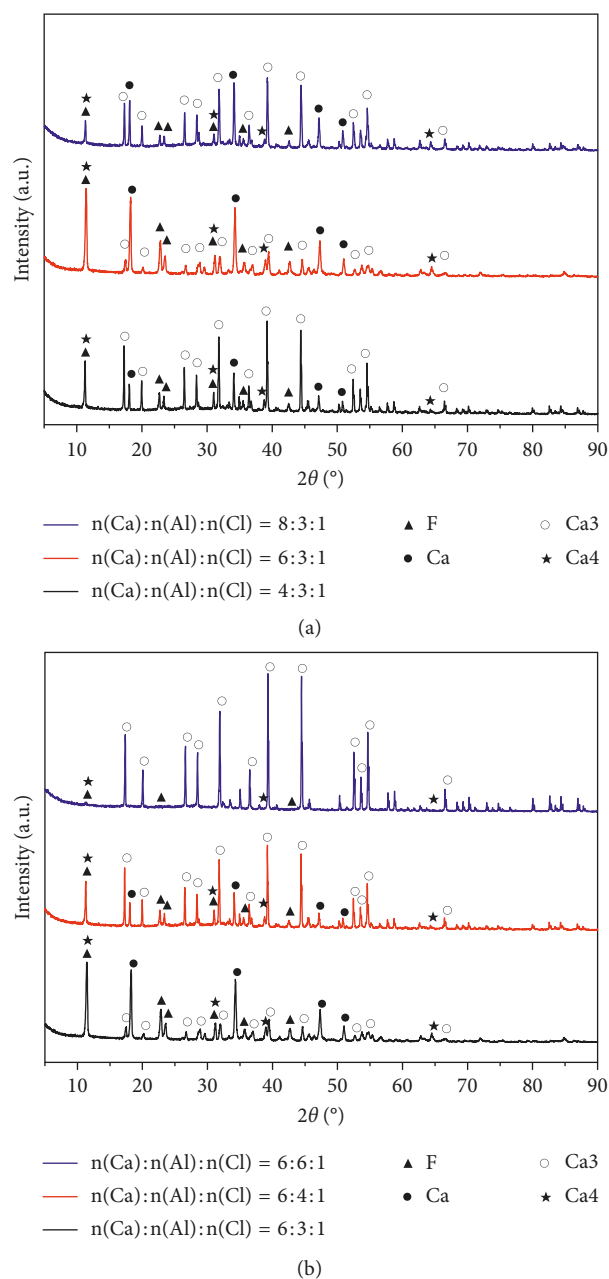 (a)
Intensity (a.u.)
10 20 30 40 50 60 70 80 90
2θ (°)
n(Ca):n(Al):n(Cl) = 8:3:1 ▲ F ○ Ca3
n(Ca):n(Al):n(Cl) = 6:3:1 ● Ca ★ Ca4
n(Ca):n(Al):n(Cl) = 4:3:1
(a)
Intensity (a.u.)
10 20 30 40 50 60 70 80 90
2θ (°)
n(Ca):n(Al):n(Cl) = 6:6:1 ▲ F ○ Ca3
n(Ca):n(Al):n(Cl) = 6:4:1 ● Ca ★ Ca4
n(Ca):n(Al):n(Cl) = 6:3:1
(b)